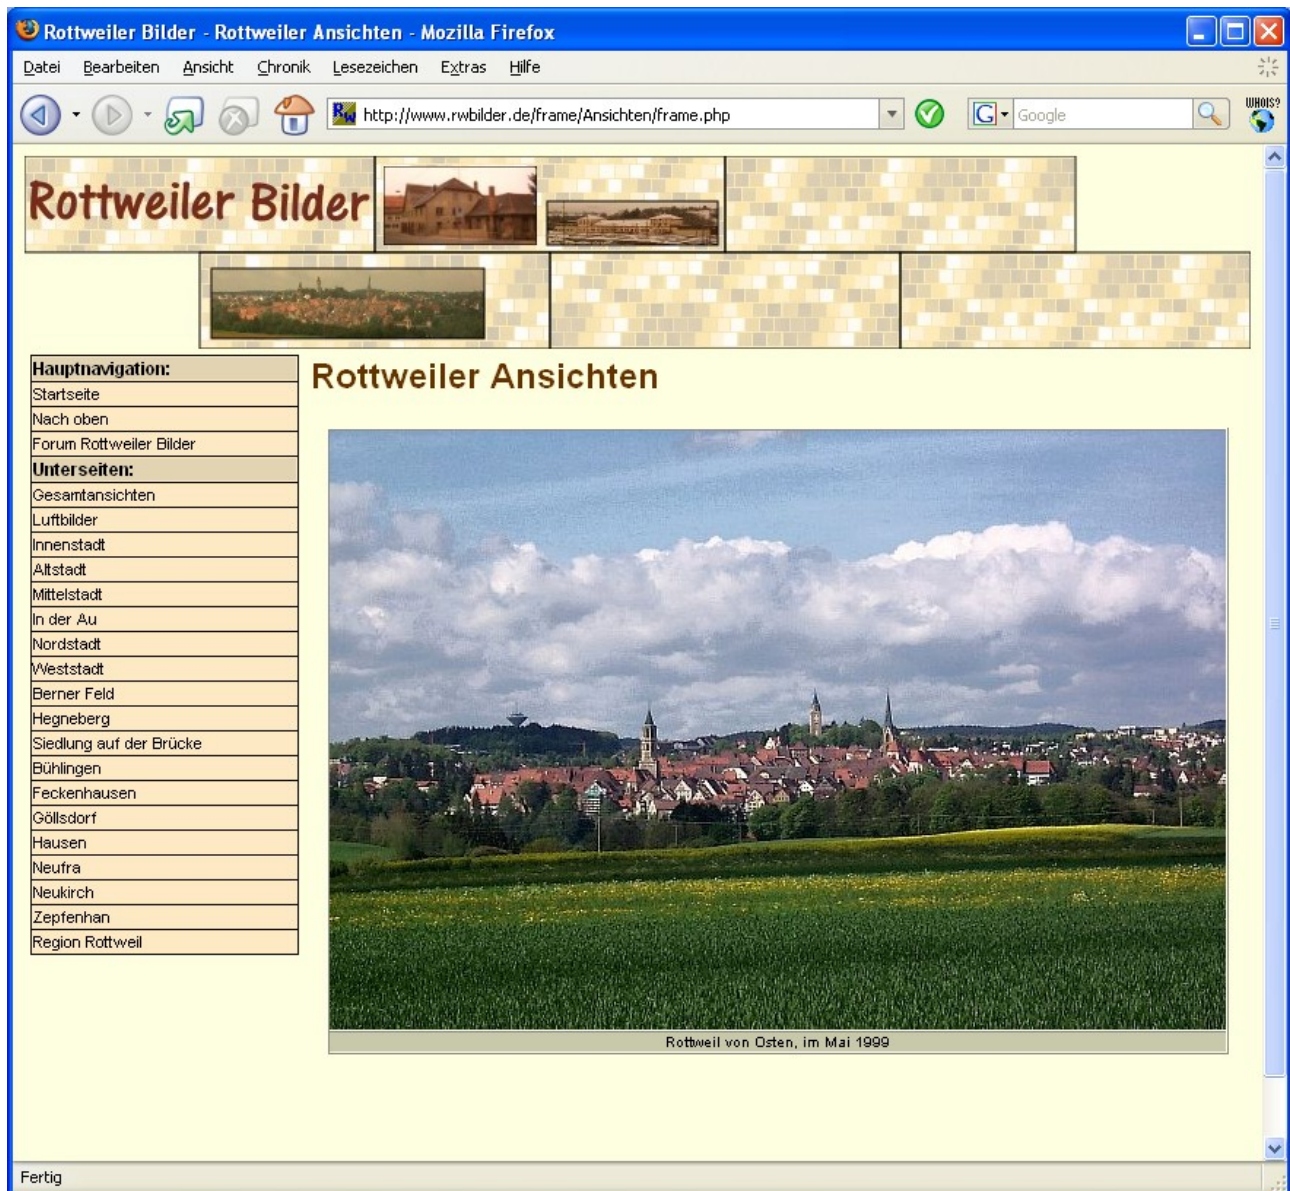 Rottweiler Bilder - Rottweiler Ansichten - Mozilla Firefox
Datei Bearbeiten Ansicht Chronik Lesezeichen Extras Hilfe
http://www.rwbilder.de/frame/Ansichten/frame.php
G Google
WHOIS?
RW
Rottweiler Bilder
Hauptnavigation:
Startseite
Nach oben
Forum Rottweiler Bilder
Unterseiten:
Gesamtansichten
Luftbilder
Innenstadt
Altstadt
Mittelstadt
In der Au
Nordstadt
Weststadt
Berner Feld
Hegneberg
Siedlung auf der Brücke
Bühlingen
Feckenhausen
Göllsdorf
Hausen
Neufra
Neukirch
Zepfenhan
Region Rottweil
Rottweiler Ansichten
Rottweil von Osten, im Mai 1999
Fertig